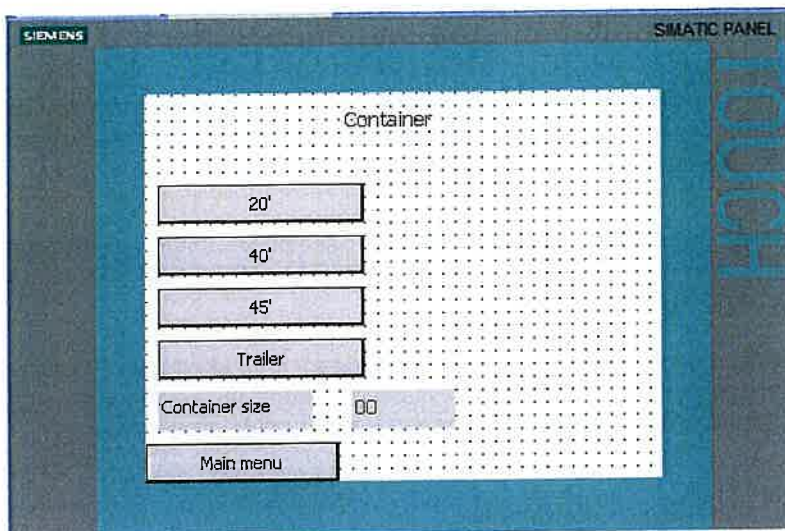 SIEMENS
SIMATIC PANEL
TOUCH
Container
20'
40'
45'
Trailer
Container size 00
Main menu